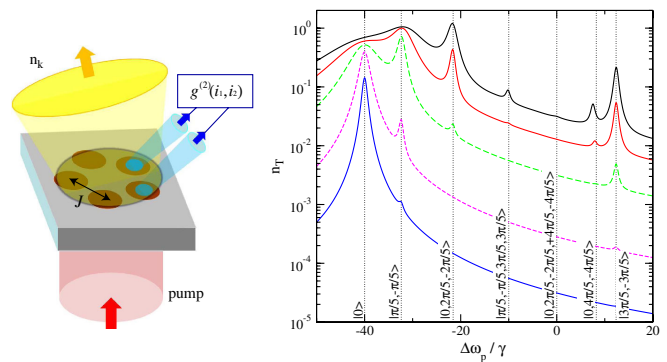 n_k
g^(2)(i_1,i_2)
J
pump
n_T
10^1
10^0
10^-1
10^-2
10^-3
10^-4
10^-5
|0>
|π/5,-π/5>
|0,2π/5,-2π/5>
|π/5,-π/5,3π/5,3π/5>
|0,2π/5,-2π/5,+4π/5,-4π/5>
|0,4π/5,-4π/5>
|3π/5,-3π/5>
-40
-20
0
20
Δω_p / γ